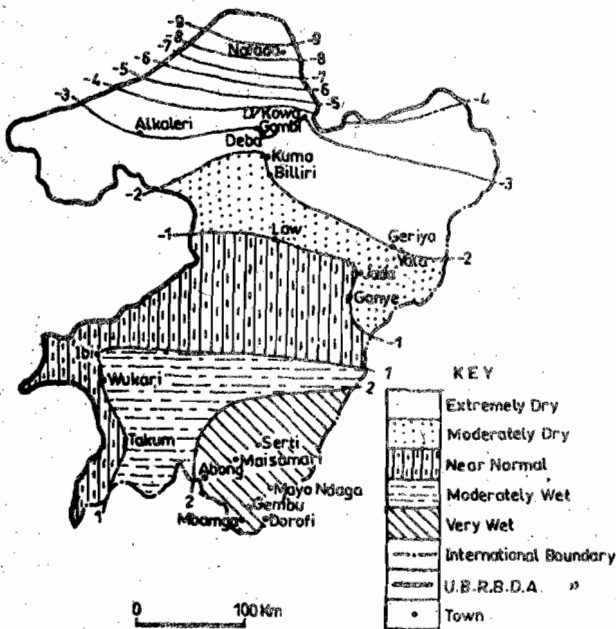 -9
-8
-7
-6
-5
-4
-3
Nafada
-9
-8
-7
-6
-5
-4
-3
Alkaleri
Kowa
Gombi
Deba
Kumo
Billiri
-2
-1
Law
Geriyo
Yola
-2
Jada
Ganye
-1
Ibi
1
2
Wukari
Takum
Serti
Maisamari
Abong
2
Mayo Ndaga
Gembu
Mbamga
Dorofi
1
KEY
Extremely Dry
Moderately Dry
Near Normal
Moderately Wet
Very Wet
International Boundary
U.B.R.B.D.A. "
Town
0 100 Km